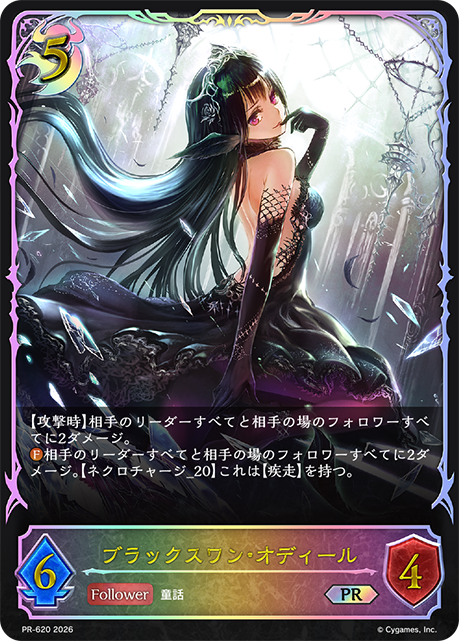 5
【攻撃時】相手のリーダーすべてと相手の場のフォロワーすべ
てに2ダメージ。
F相手のリーダーすべてと相手の場のフォロワーすべてに2ダ
メージ。【ネクロチャージ_20】これは【疾走】を持つ。
ブラックスワン・オディール
6
Follower 童話 PR
4
PR-620 2026 © Cygames, Inc.